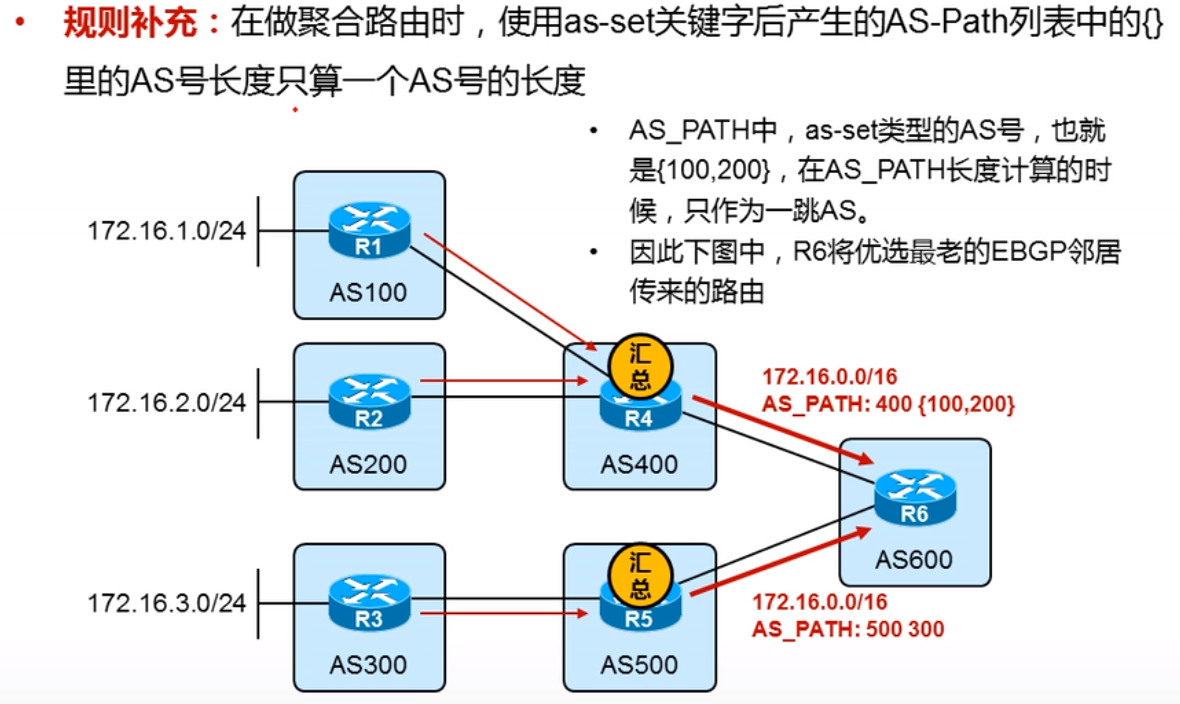 • 规则补充：在做聚合路由时，使用as-set关键字后产生的AS-Path列表中的{}
里的AS号长度只算一个AS号的长度
• AS_PATH中，as-set类型的AS号，也就
是{100,200}，在AS_PATH长度计算的时
候，只作为一跳AS。
• 因此下图中，R6将优选最老的EBGP邻居
传来的路由
172.16.1.0/24
R1
AS100
172.16.2.0/24
R2
AS200
汇
总
R4
AS400
172.16.0.0/16
AS_PATH: 400 {100,200}
R6
AS600
172.16.3.0/24
R3
AS300
汇
总
R5
AS500
172.16.0.0/16
AS_PATH: 500 300